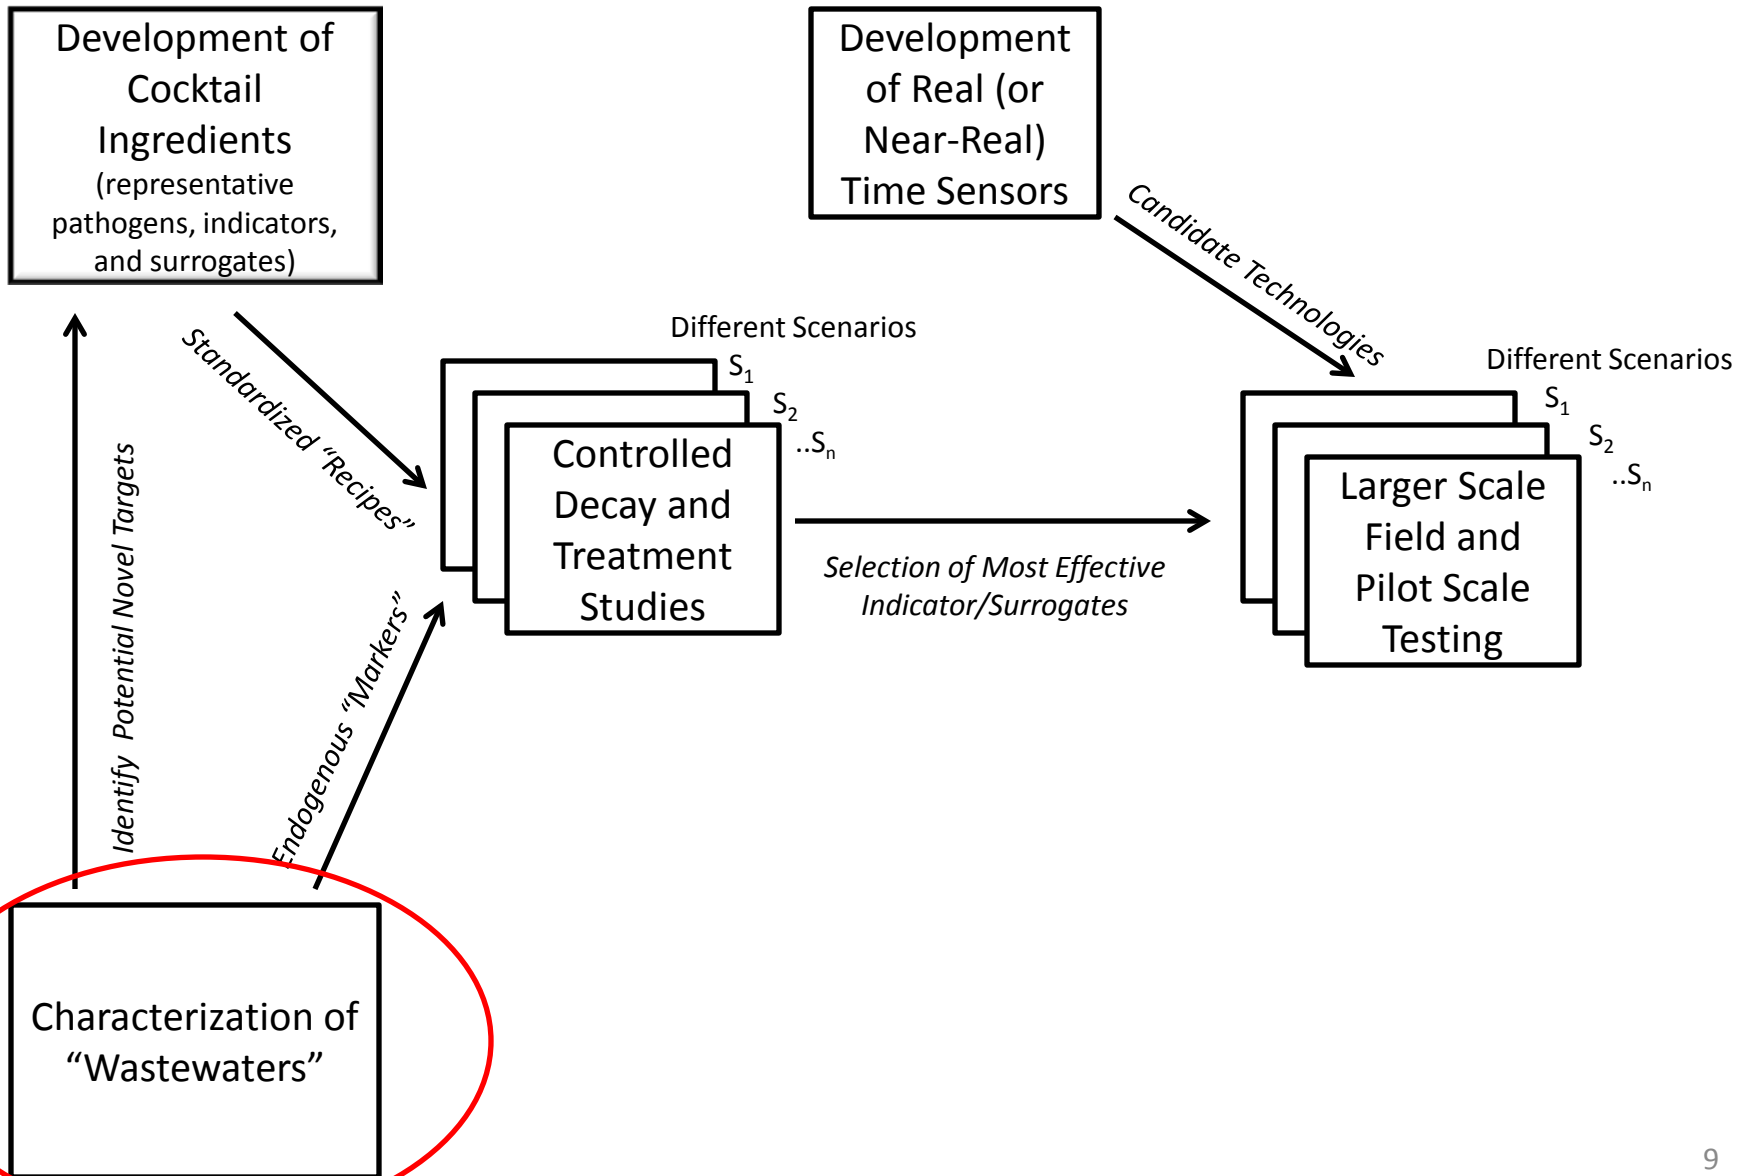 Development of
Cocktail
Ingredients
(representative
pathogens, indicators,
and surrogates)
Development
of Real (or
Near-Real)
Time Sensors
Candidate Technologies
Standardized “Recipes”
Different Scenarios
S₁
S₂
..Sₙ
Controlled
Decay and
Treatment
Studies
Selection of Most Effective
Indicator/Surrogates
Different Scenarios
S₁
S₂
..Sₙ
Larger Scale
Field and
Pilot Scale
Testing
Identify Potential Novel Targets
Endogenous “Markers”
Characterization of
“Wastewaters”
9